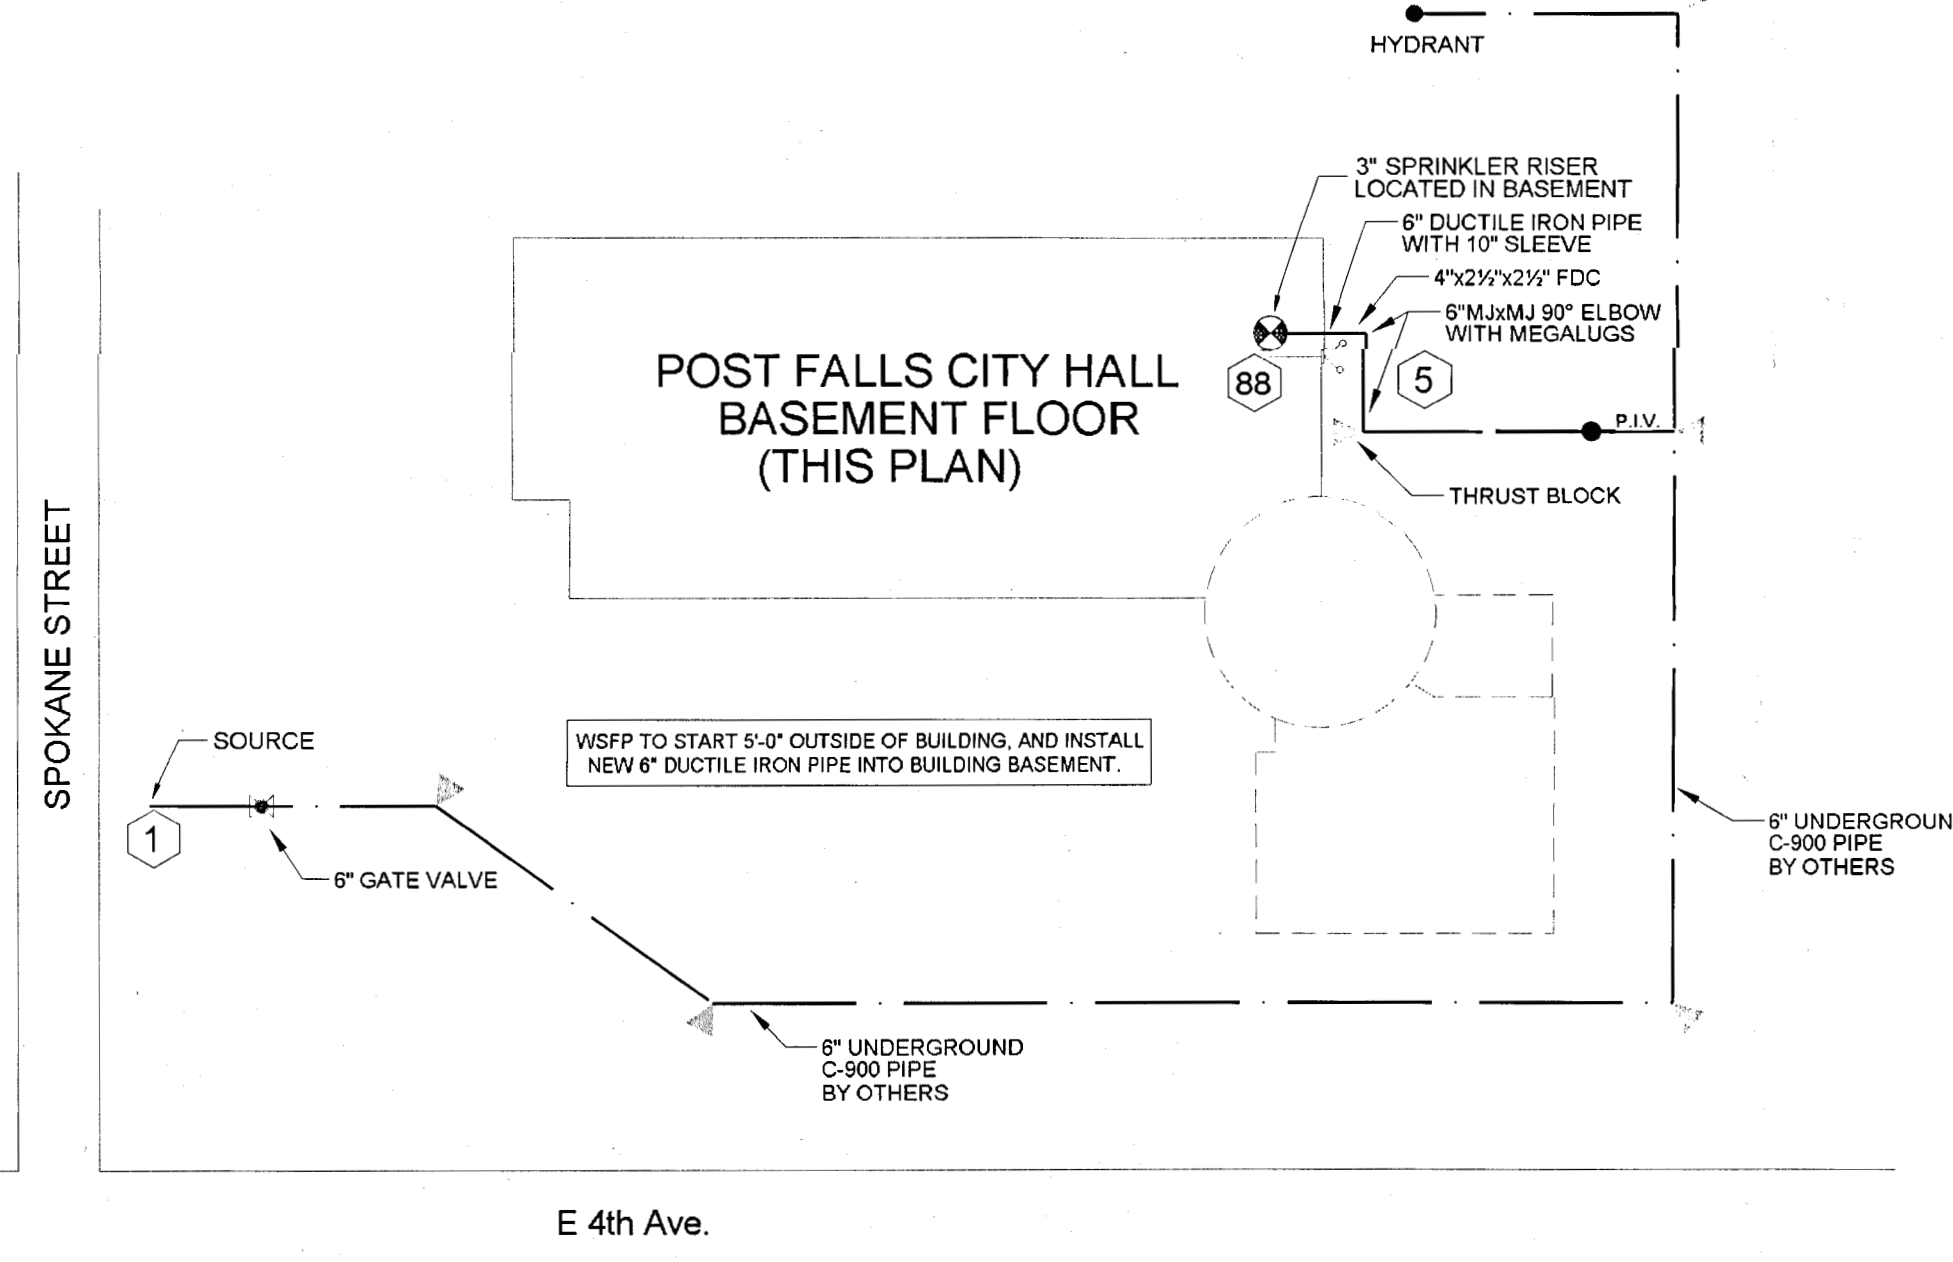 HYDRANT
3" SPRINKLER RISER
LOCATED IN BASEMENT
6" DUCTILE IRON PIPE
WITH 10" SLEEVE
4"x2½"x2½" FDC
6"MJxMJ 90° ELBOW
WITH MEGALUGS
POST FALLS CITY HALL
BASEMENT FLOOR
(THIS PLAN)
88
5
P.I.V.
THRUST BLOCK
SPOKANE STREET
SOURCE
1
6" GATE VALVE
WSFP TO START 5'-0" OUTSIDE OF BUILDING, AND INSTALL
NEW 6" DUCTILE IRON PIPE INTO BUILDING BASEMENT.
6" UNDERGROUN
C-900 PIPE
BY OTHERS
6" UNDERGROUND
C-900 PIPE
BY OTHERS
E 4th Ave.